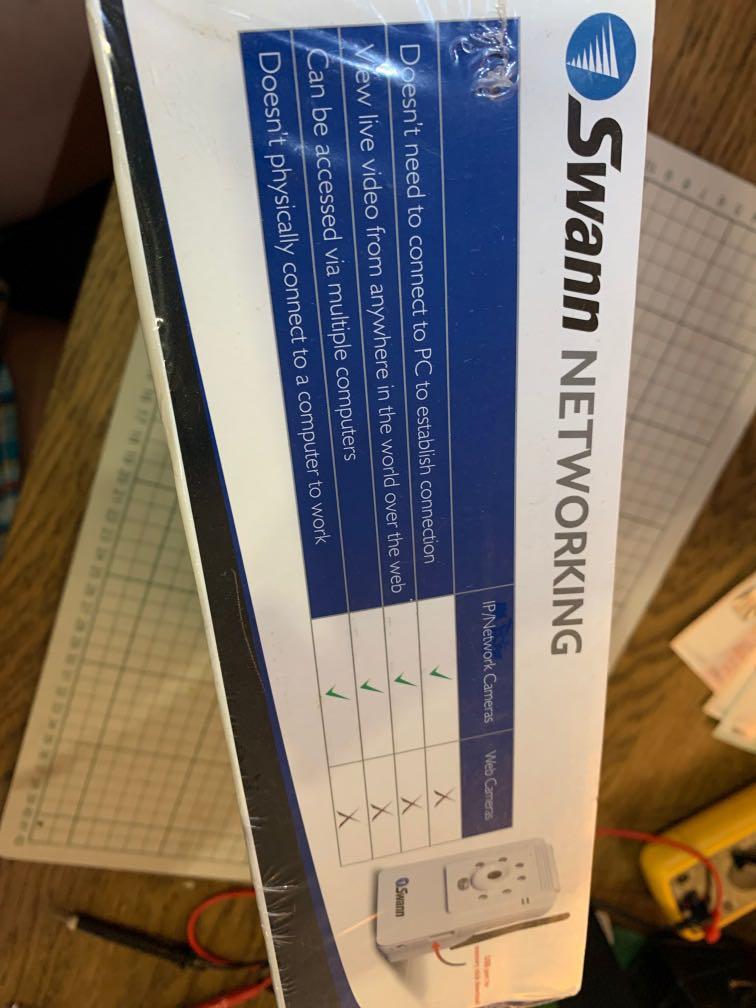 Swann NETWORKING
IP/Network Cameras Web Cameras
Doesn't need to connect to PC to establish connection ✓ X
View live video from anywhere in the world over the web ✓ X
Can be accessed via multiple computers ✓ X
Doesn't physically connect to a computer to work ✓ X
Swann